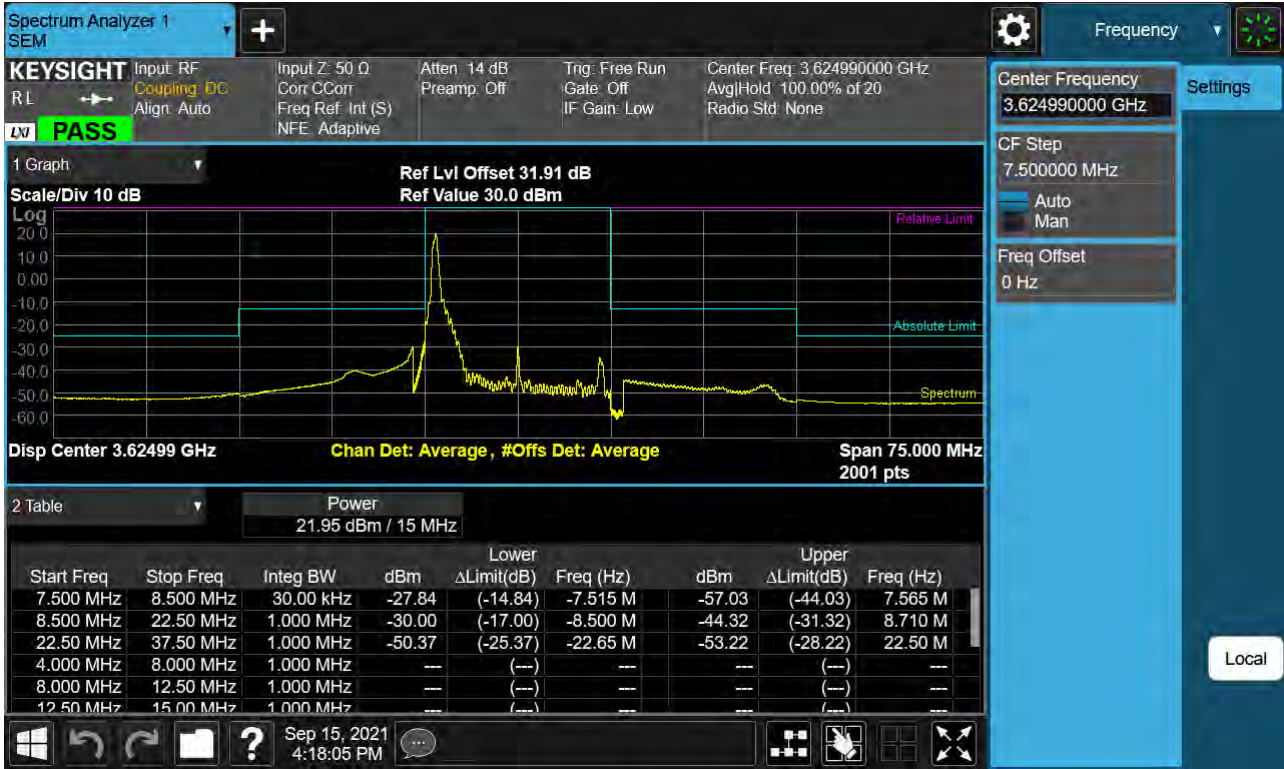 Spectrum Analyzer 1
SEM
Frequency
KEYSIGHT
RL
LXI
PASS
Input: RF
Coupling: DC
Align: Auto
Input Z: 50 Ω
Corr CCorr
Freq Ref: Int (S)
NFE: Adaptive
Atten: 14 dB
Preamp: Off
Trig: Free Run
Gate: Off
IF Gain: Low
Center Freq: 3.624990000 GHz
Avg|Hold: 100.00% of 20
Radio Std: None
Center Frequency
3.624990000 GHz
Settings
CF Step
7.500000 MHz
Auto
Man
Freq Offset
0 Hz
Local
1 Graph
Scale/Div 10 dB
Ref Lvl Offset 31.91 dB
Ref Value 30.0 dBm
Log
20.0
10.0
0.00
-10.0
-20.0
-30.0
-40.0
-50.0
-60.0
Relative Limit
Absolute Limit
Spectrum
Disp Center 3.62499 GHz
Chan Det: Average, #Offs Det: Average
Span 75.000 MHz
2001 pts
2 Table
Power
21.95 dBm / 15 MHz
Lower Upper
Start Freq Stop Freq Integ BW dBm ΔLimit(dB) Freq (Hz) dBm ΔLimit(dB) Freq (Hz)
7.500 MHz 8.500 MHz 30.00 kHz -27.84 (-14.84) -7.515 M -57.03 (-44.03) 7.565 M
8.500 MHz 22.50 MHz 1.000 MHz -30.00 (-17.00) -8.500 M -44.32 (-31.32) 8.710 M
22.50 MHz 37.50 MHz 1.000 MHz -50.37 (-25.37) -22.65 M -53.22 (-28.22) 22.50 M
4.000 MHz 8.000 MHz 1.000 MHz --- (---) --- --- (---) ---
8.000 MHz 12.50 MHz 1.000 MHz --- (---) --- --- (---) ---
12.50 MHz 15.00 MHz 1.000 MHz --- (---) --- --- (---) ---
?
Sep 15, 2021
4:18:05 PM